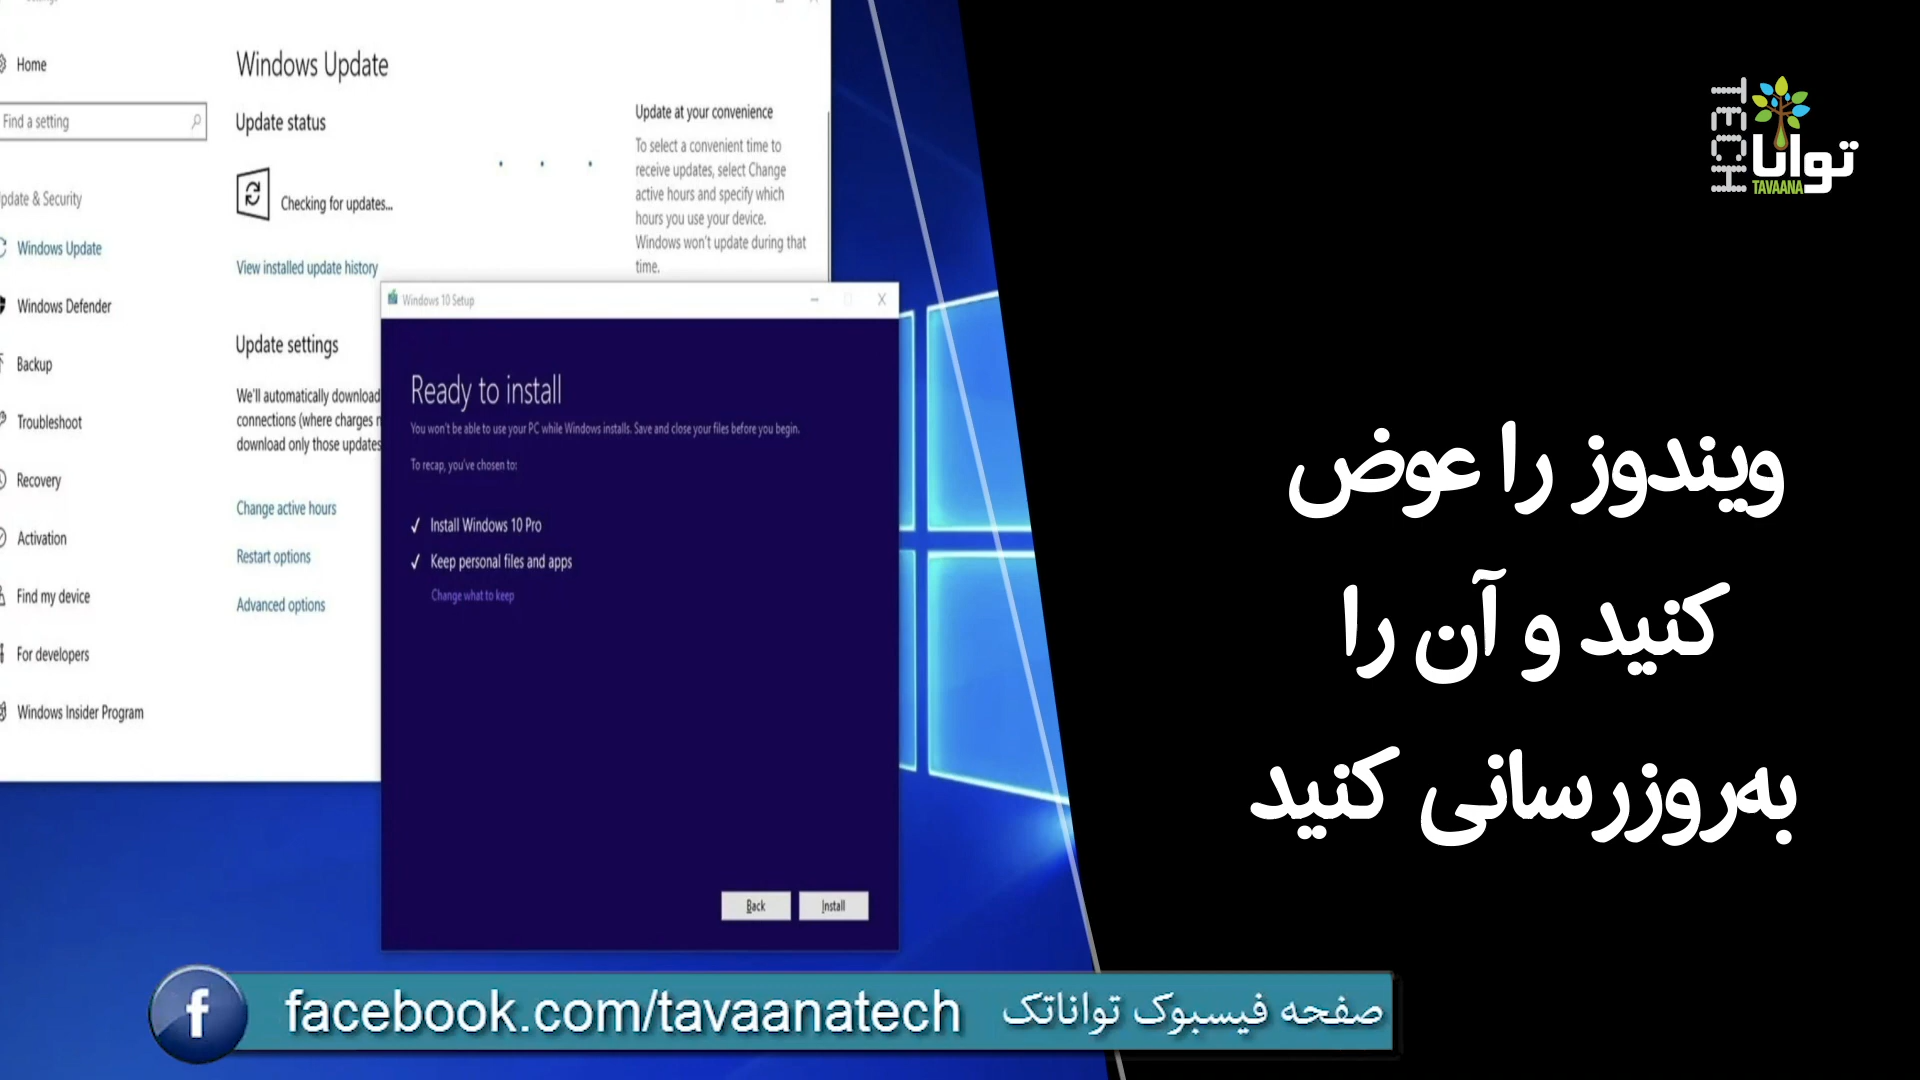 Home
Find a setting
Update & Security
Windows Update
Windows Defender
Backup
Troubleshoot
Recovery
Activation
Find my device
For developers
Windows Insider Program
Windows Update
Update status
Checking for updates...
View installed update history
Update settings
We'll automatically download
connections (where charges
download only those updates
Change active hours
Restart options
Advanced options
Update at your convenience
To select a convenient time to
receive updates, select Change
active hours and specify which
hours you use your device.
Windows won't update during that
time.
Windows 10 Setup
Ready to install
You won't be able to use your PC while Windows installs. Save and close your files before you begin.
To recap, you've chosen to:
✓ Install Windows 10 Pro
✓ Keep personal files and apps
Change what to keep
Back
Install
TECH
توانا
TAVAANA
ویندوز را عوض
کنید و آن را
به‌روزرسانی کنید
f
facebook.com/tavaanatech صفحه فیسبوک تواناتک